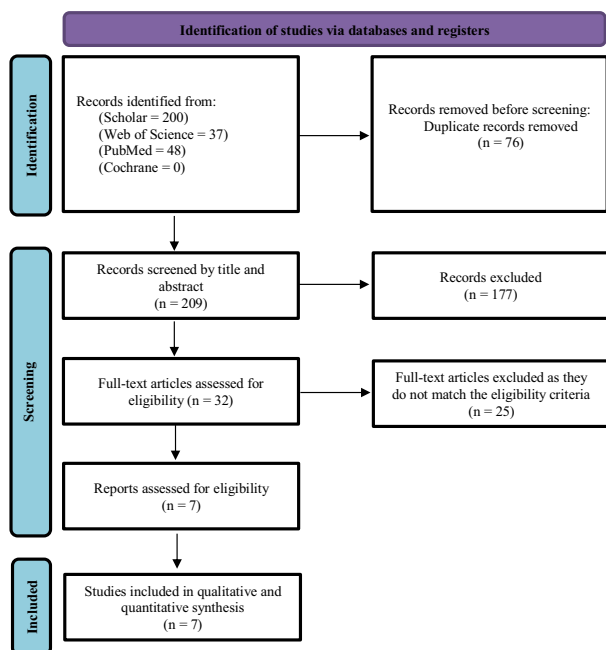 Identification of studies via databases and registers
Identification
Records identified from:
(Scholar = 200)
(Web of Science = 37)
(PubMed = 48)
(Cochrane = 0)
Records removed before screening:
Duplicate records removed
(n = 76)
Screening
Records screened by title and
abstract
(n = 209)
Records excluded
(n = 177)
Full-text articles assessed for
eligibility (n = 32)
Full-text articles excluded as they
do not match the eligibility criteria
(n = 25)
Reports assessed for eligibility
(n = 7)
Included
Studies included in qualitative and
quantitative synthesis
(n = 7)